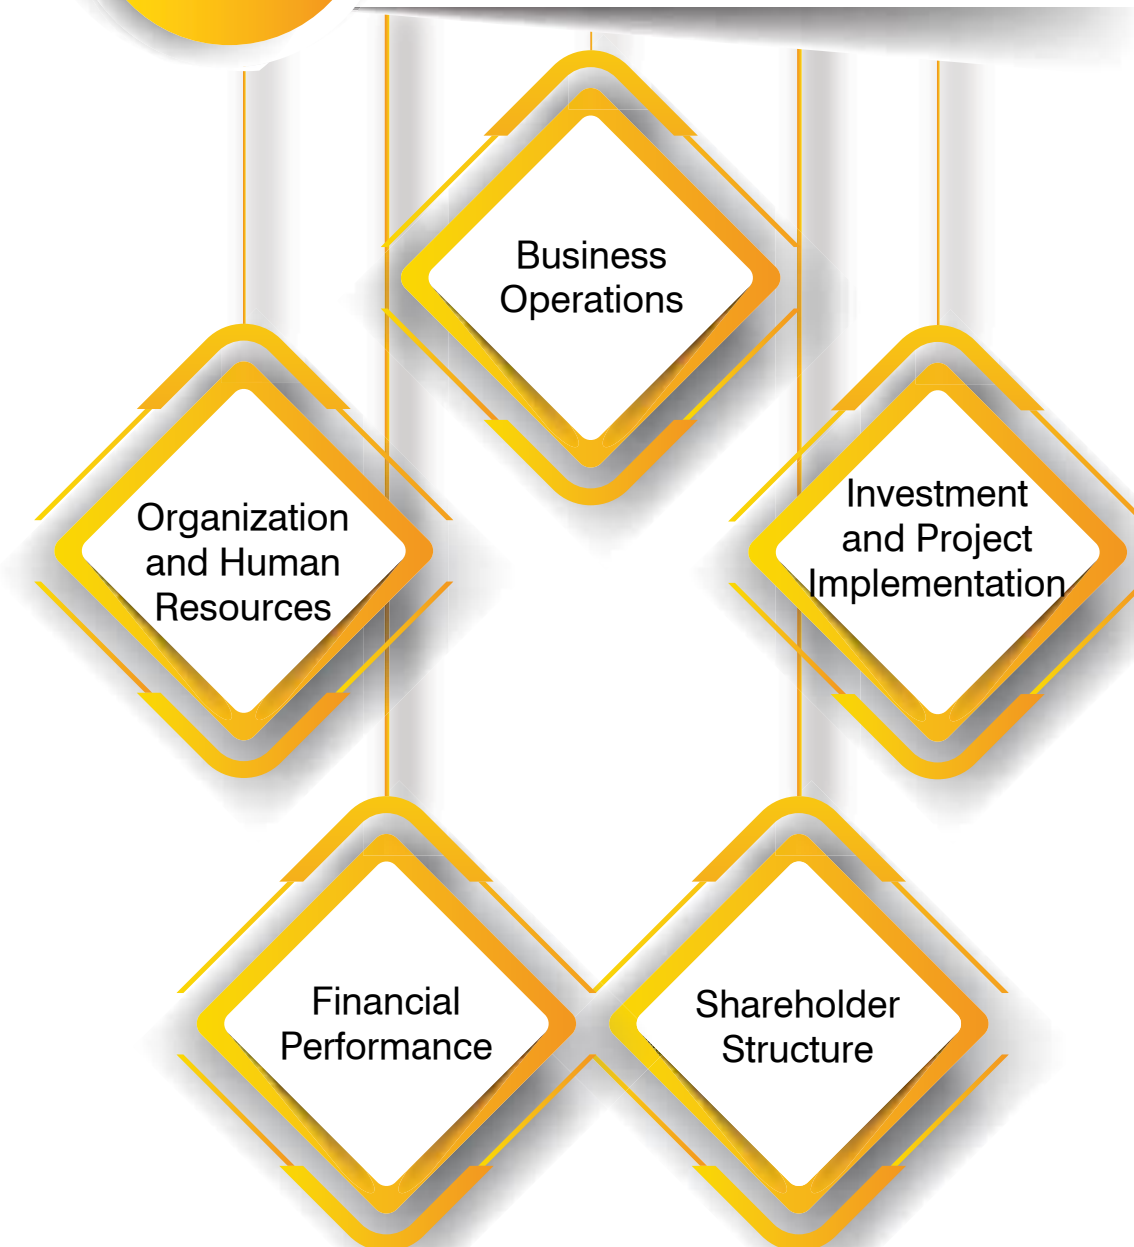 Business
Operations
Organization
and Human
Resources
Investment
and Project
Implementation
Financial
Performance
Shareholder
Structure